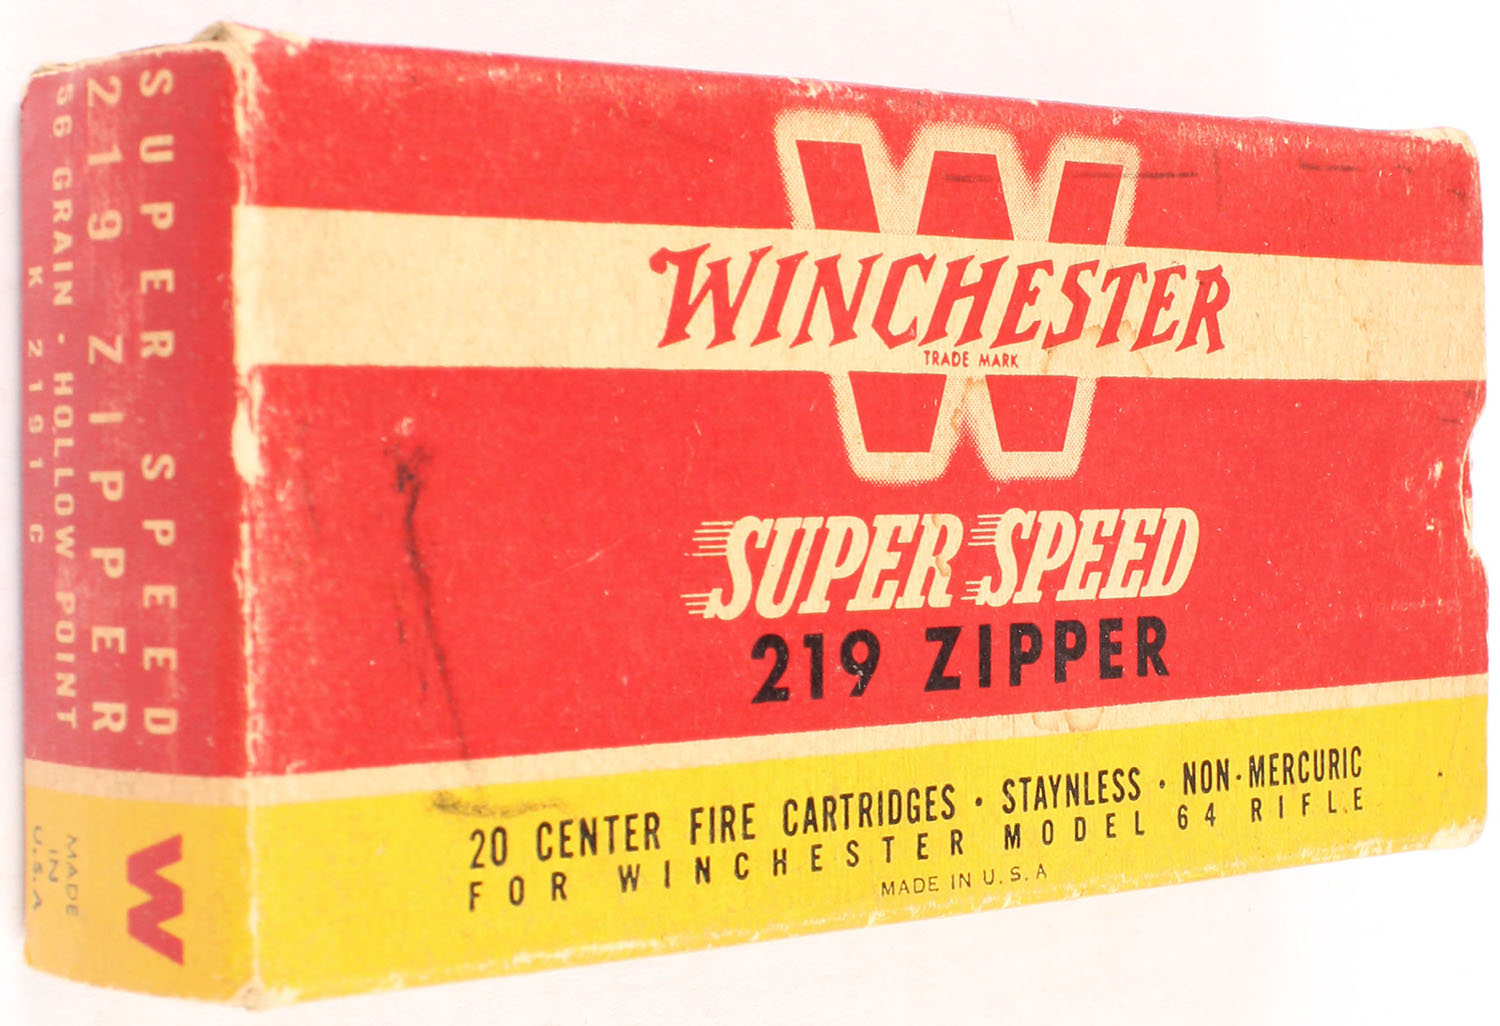 W
WINCHESTER
TRADE MARK
SUPER SPEED
219 ZIPPER
20 CENTER FIRE CARTRIDGES · STAYNLESS · NON-MERCURIC
FOR WINCHESTER MODEL 64 RIFLE
MADE IN U.S.A
SUPER SPEED
219 ZIPPER
56 GRAIN · HOLLOW POINT
K 2191 C
W
MADE
IN
U.S.A